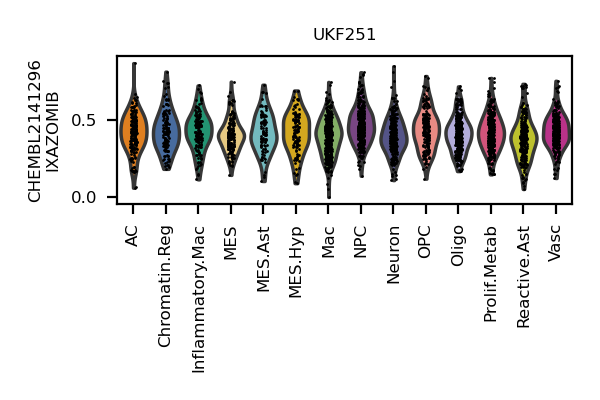 UKF251
CHEMBL2141296
IXAZOMIB
0.5
0.0
AC
Chromatin.Reg
Inflammatory.Mac
MES
MES.Ast
MES.Hyp
Mac
NPC
Neuron
OPC
Oligo
Prolif.Metab
Reactive.Ast
Vasc